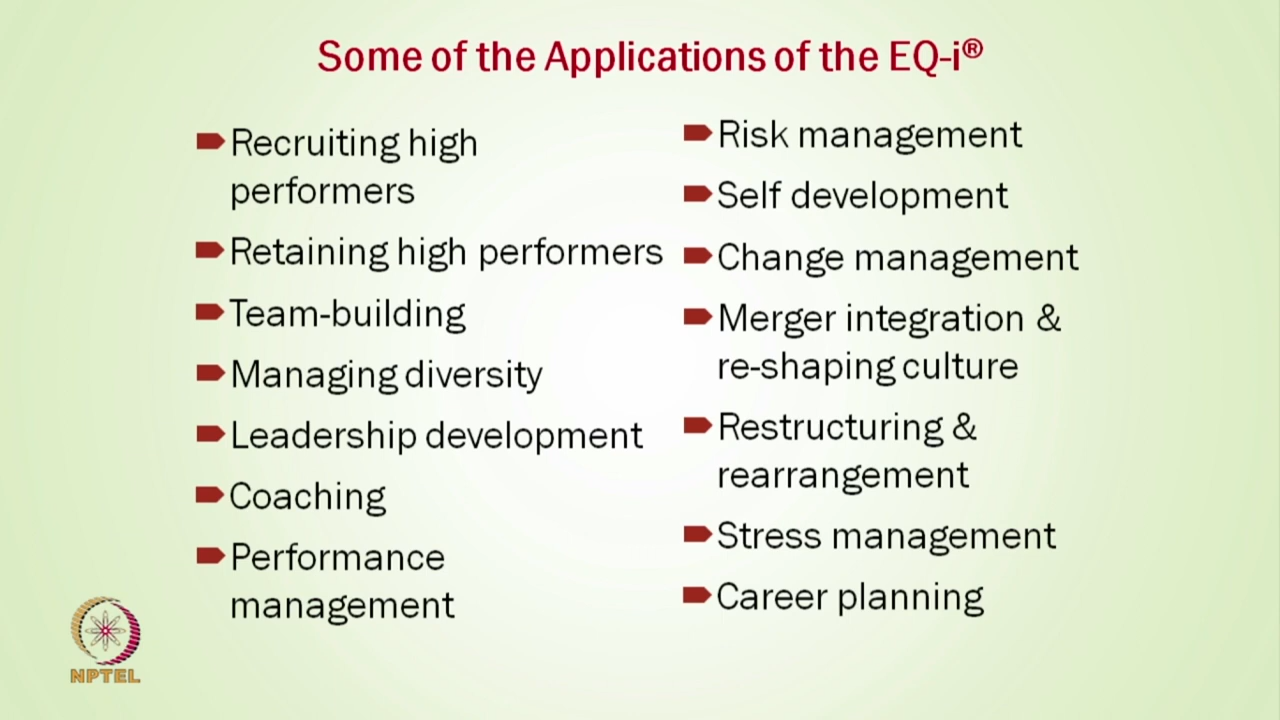 Some of the Applications of the EQ-i®
Recruiting high
performers
Retaining high performers
Team-building
Managing diversity
Leadership development
Coaching
Performance
management
Risk management
Self development
Change management
Merger integration &
re-shaping culture
Restructuring &
rearrangement
Stress management
Career planning
NPTEL